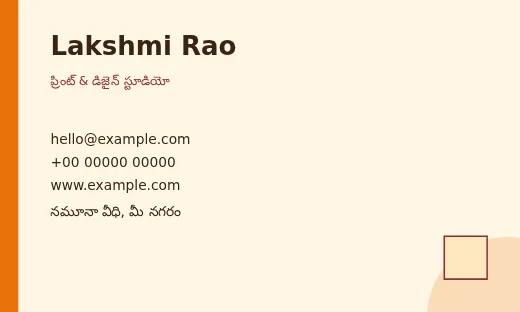 Lakshmi Rao
ప్రింట్ & డిజైన్ స్టూడియో
hello@example.com
+00 00000 00000
www.example.com
నమూనా వీధి, మీ నగరం